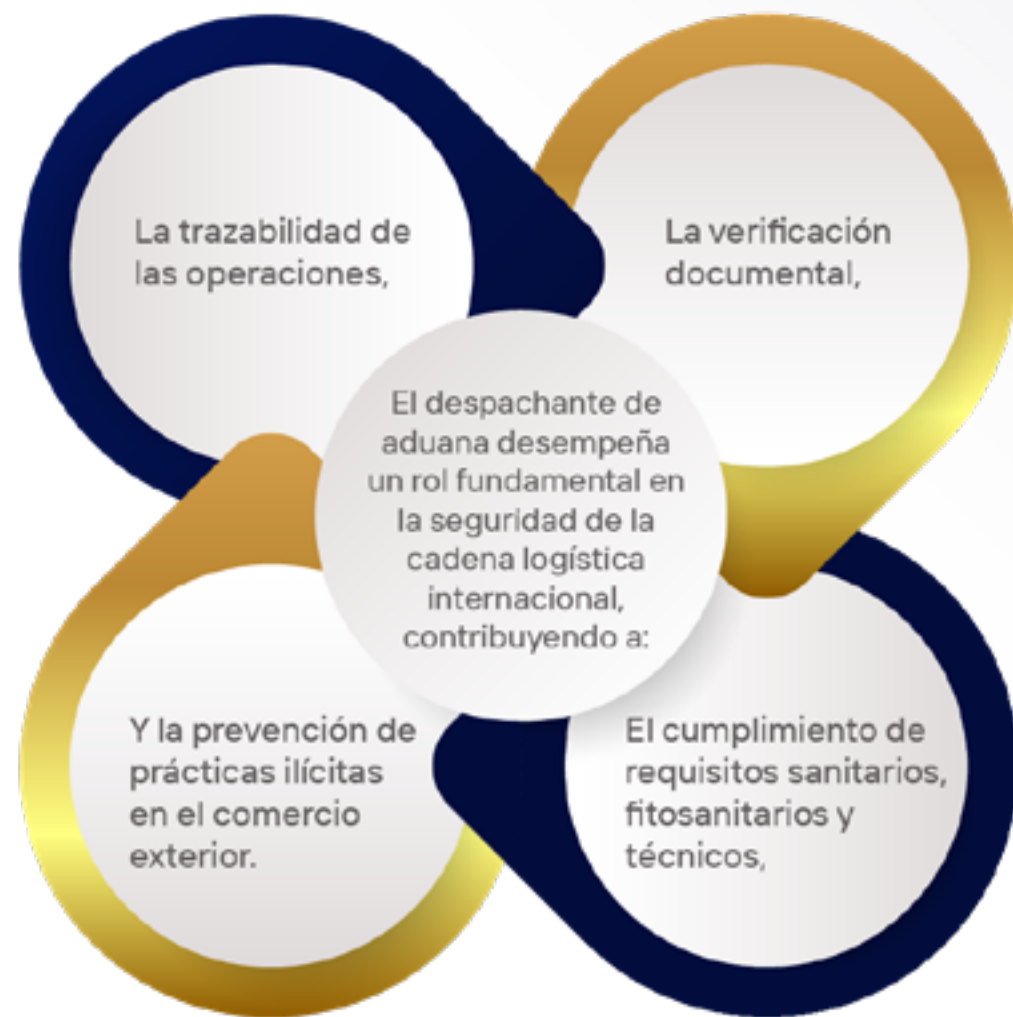 La trazabilidad de
las operaciones,
La verificación
documental,
El despachante de
aduana desempeña
un rol fundamental en
la seguridad de la
cadena logística
internacional,
contribuyendo a:
Y la prevención de
prácticas ilícitas
en el comercio
exterior.
El cumplimiento de
requisitos sanitarios,
fitosanitarios y
técnicos,